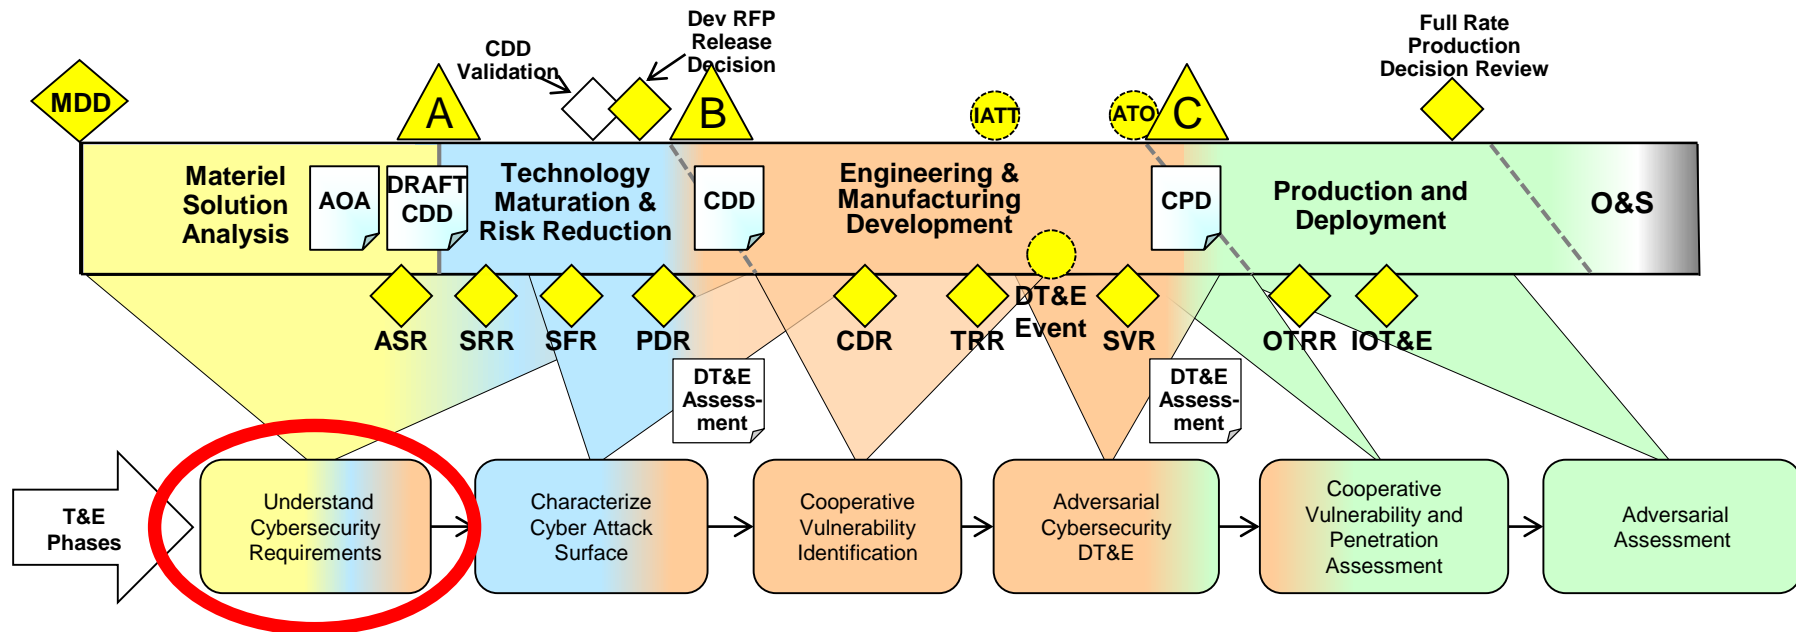 Dev RFP
Release
Decision
CDD
Validation
Full Rate
Production
Decision Review
MDD
A
B
IATT
ATO
C
Materiel
Solution
Analysis
AOA
DRAFT
CDD
Technology
Maturation &
Risk Reduction
CDD
Engineering &
Manufacturing
Development
CPD
Production and
Deployment
O&S
ASR
SRR
SFR
PDR
CDR
TRR
DT&E
Event
SVR
OTRR
IOT&E
DT&E
Assess-
ment
DT&E
Assess-
ment
T&E
Phases
Understand
Cybersecurity
Requirements
Characterize
Cyber Attack
Surface
Cooperative
Vulnerability
Identification
Adversarial
Cybersecurity
DT&E
Cooperative
Vulnerability and
Penetration
Assessment
Adversarial
Assessment